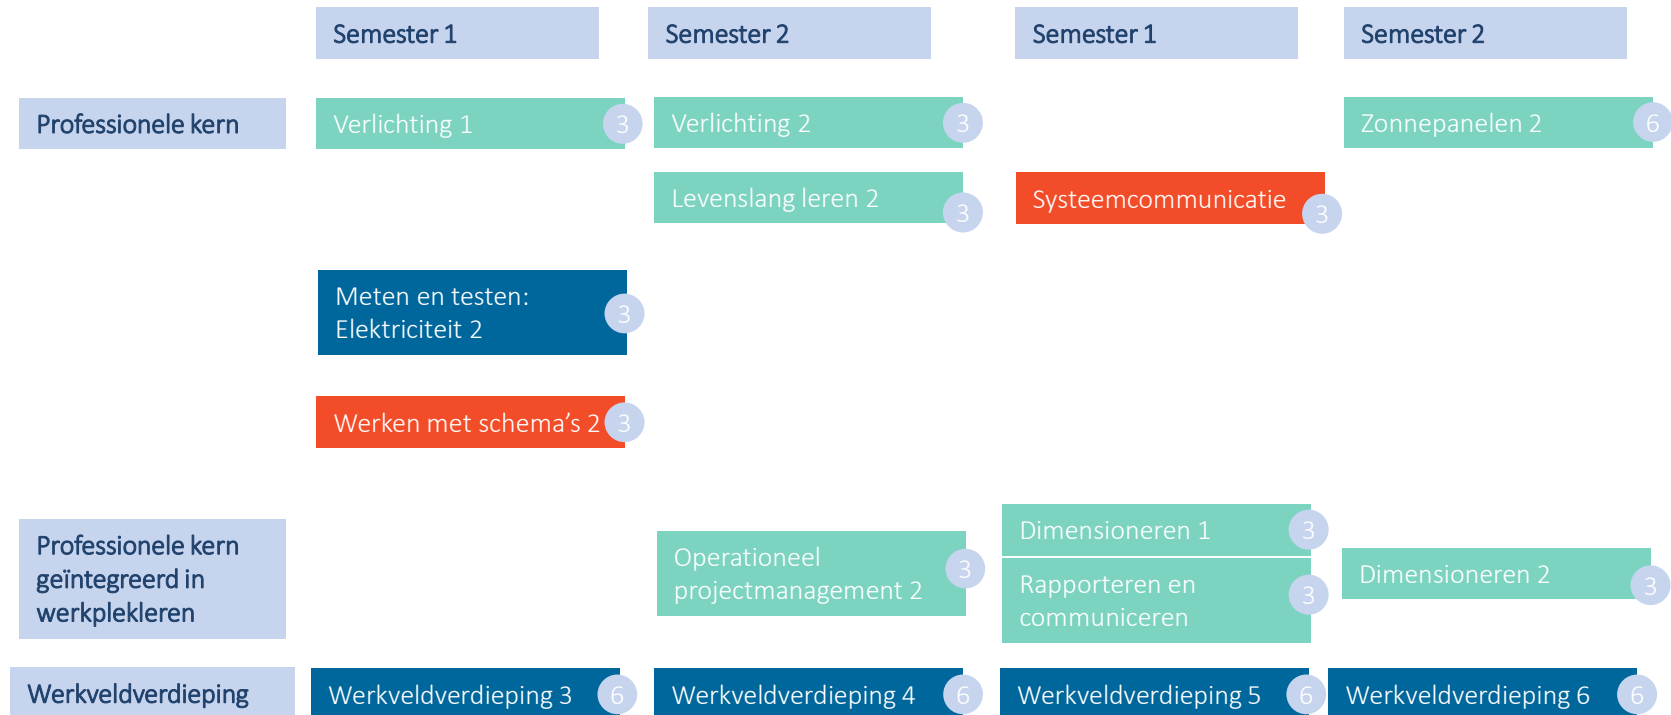 Semester 1
Semester 2
Semester 1
Semester 2
Professionele kern
Verlichting 1
3
Verlichting 2
3
Zonnepanelen 2
6
Levenslang leren 2
3
Systeemcommunicatie
3
Meten en testen:
Elektriciteit 2
3
Werken met schema’s 2
3
Professionele kern
geïntegreerd in
werkplekleren
Operationeel
projectmanagement 2
3
Dimensioneren 1
3
Rapporteren en
communiceren
3
Dimensioneren 2
3
Werkveldverdieping
Werkveldverdieping 3
6
Werkveldverdieping 4
6
Werkveldverdieping 5
6
Werkveldverdieping 6
6